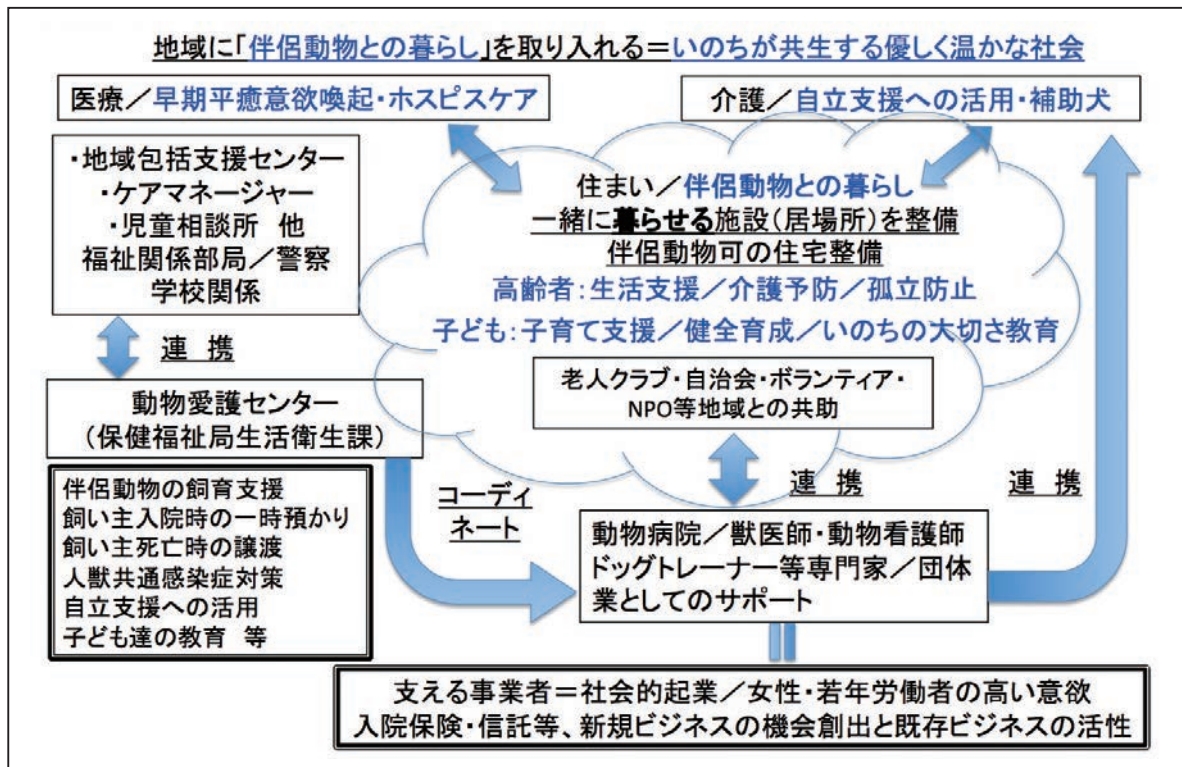 地域に「伴侶動物との暮らし」を取り入れる＝いのちが共生する優しく温かな社会
医療／早期平癒意欲喚起・ホスピスケア
介護／自立支援への活用・補助犬
・地域包括支援センター
・ケアマネージャー
・児童相談所 他
福祉関係部局／警察
学校関係
住まい／伴侶動物との暮らし
一緒に暮らせる施設（居場所）を整備
伴侶動物可の住宅整備
高齢者：生活支援／介護予防／孤立防止
子ども：子育て支援／健全育成／いのちの大切さ教育
連 携
老人クラブ・自治会・ボランティア・
NPO等地域との共助
動物愛護センター
（保健福祉局生活衛生課）
伴侶動物の飼育支援
飼い主入院時の一時預かり
飼い主死亡時の譲渡
人獣共通感染症対策
自立支援への活用
子ども達の教育 等
コーディ
ネート
連 携
連 携
動物病院／獣医師・動物看護師
ドッグトレーナー等専門家／団体
業としてのサポート
支える事業者＝社会的起業／女性・若年労働者の高い意欲
入院保険・信託等、新規ビジネスの機会創出と既存ビジネスの活性